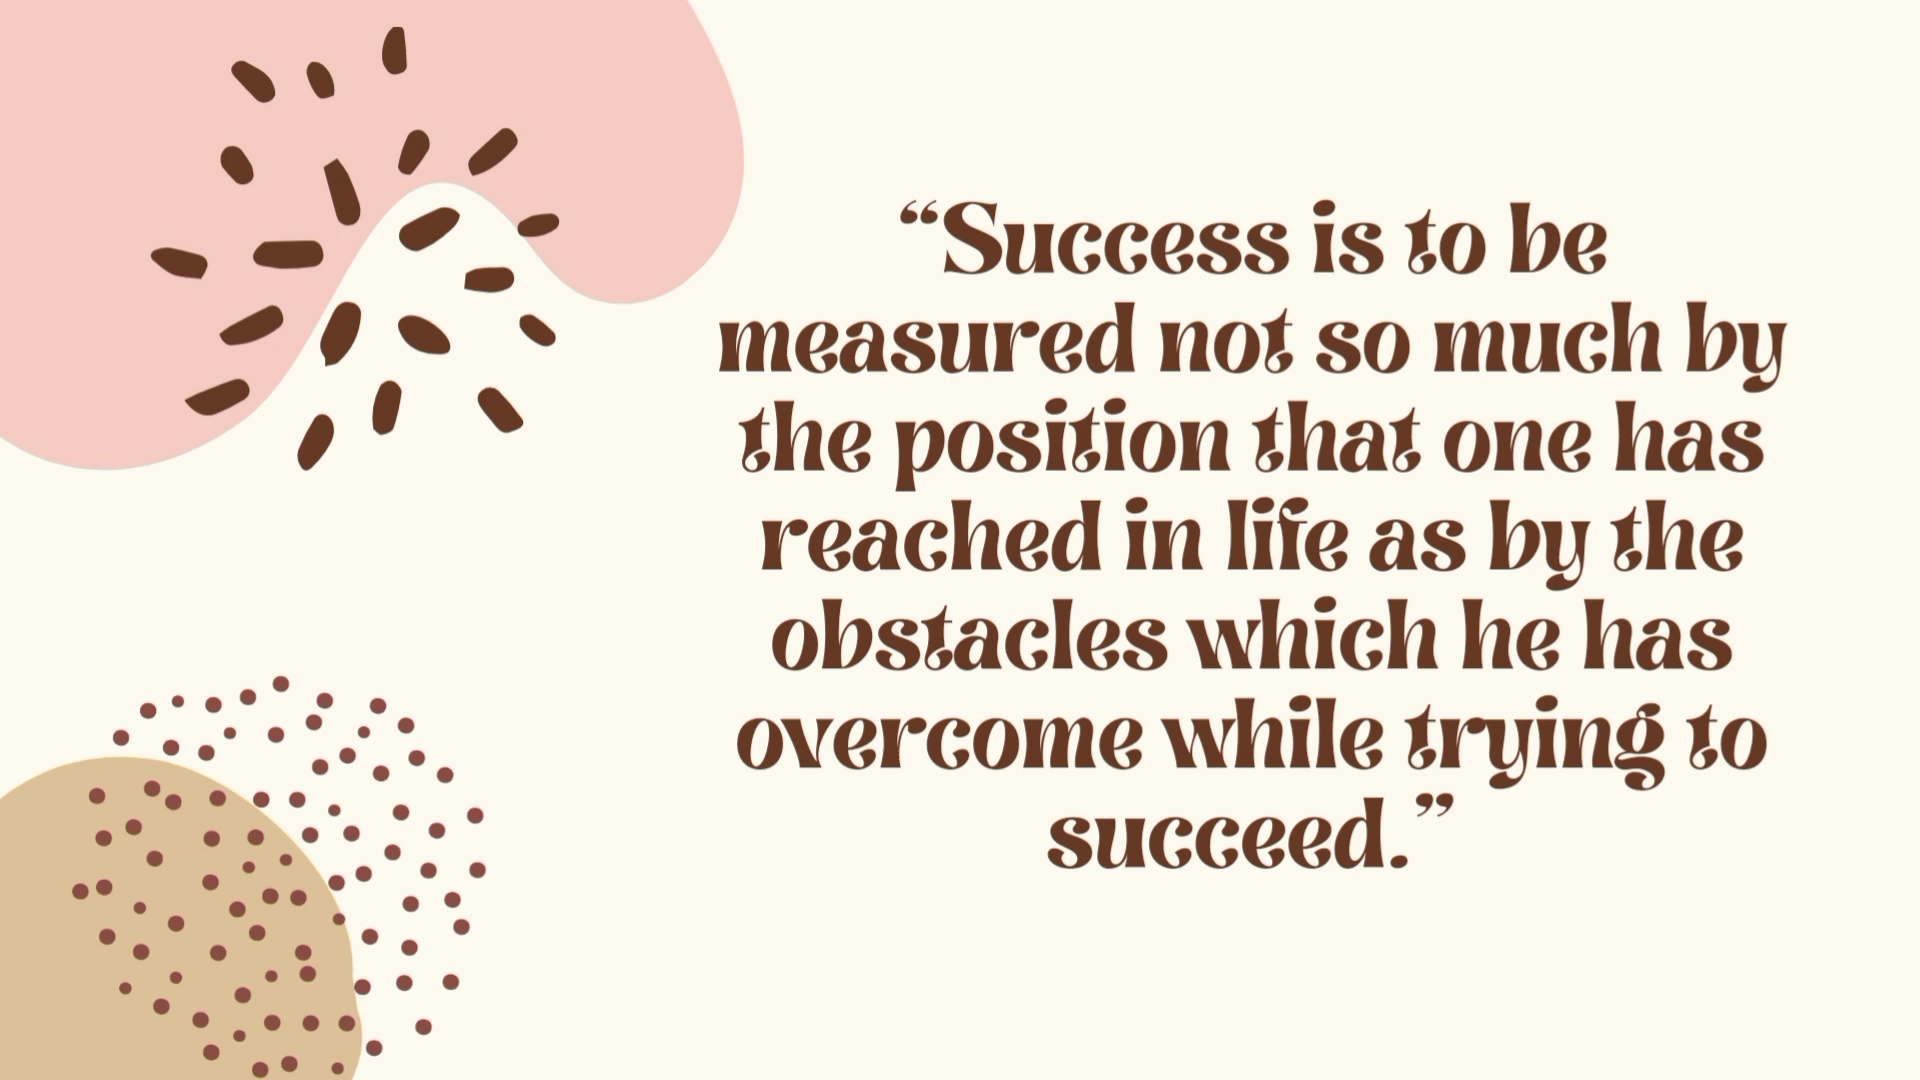 “Success is to be
measured not so much by
the position that one has
reached in life as by the
obstacles which he has
overcome while trying to
succeed.”